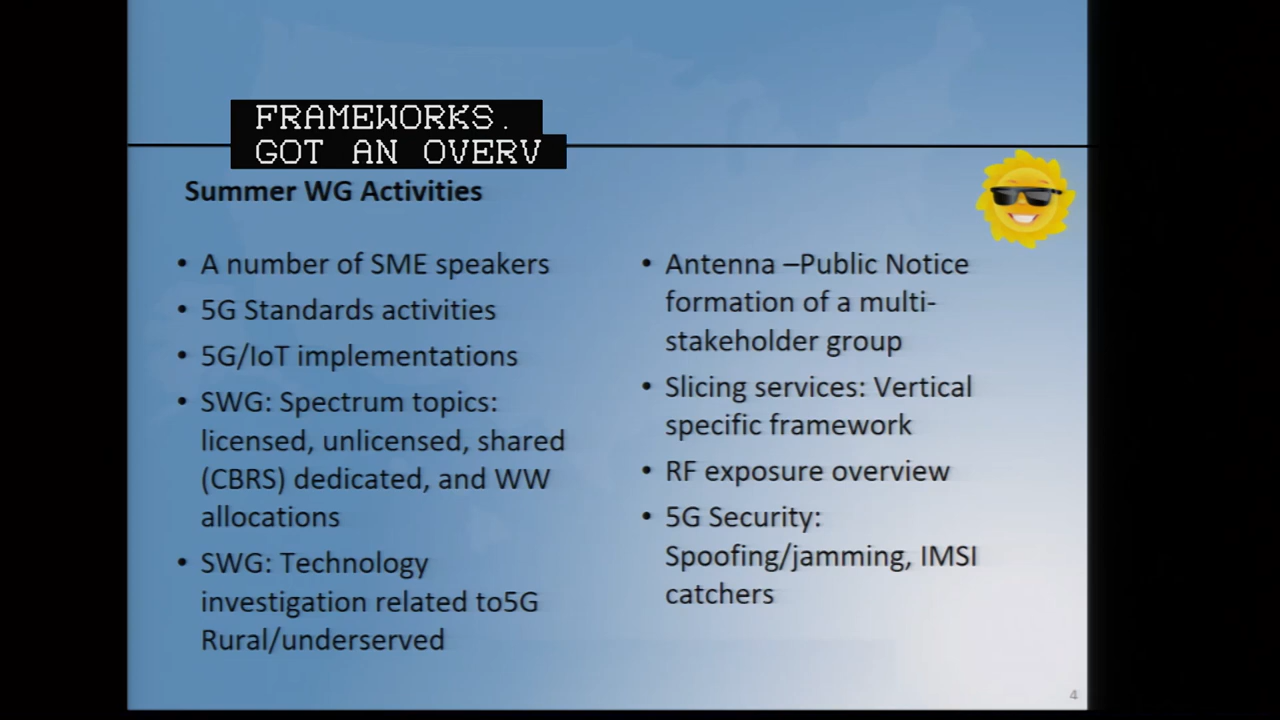 FRAMEWORKS.
GOT AN OVERV
Summer WG Activities
• A number of SME speakers
• 5G Standards activities
• 5G/IoT implementations
• SWG: Spectrum topics:
licensed, unlicensed, shared
(CBRS) dedicated, and WW
allocations
• SWG: Technology
investigation related to5G
Rural/underserved
• Antenna –Public Notice
formation of a multi-
stakeholder group
• Slicing services: Vertical
specific framework
• RF exposure overview
• 5G Security:
Spoofing/jamming, IMSI
catchers
4